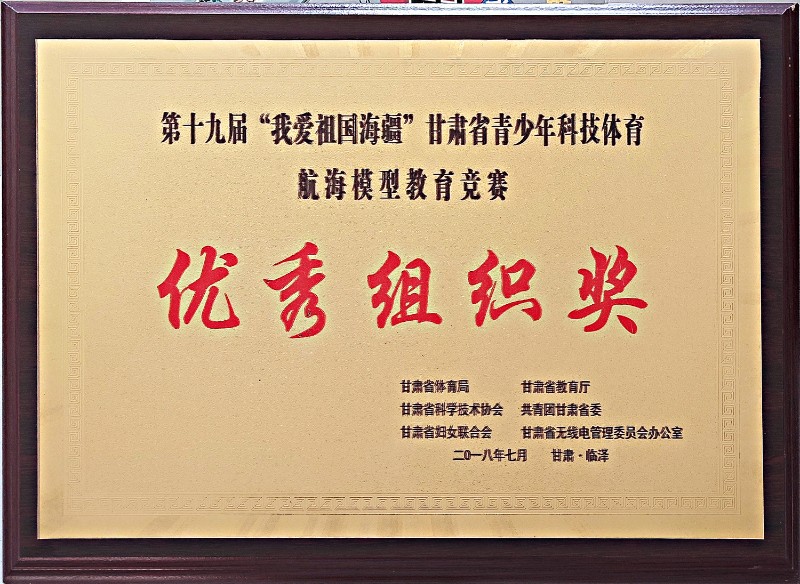 第十九届“我爱祖国海疆”甘肃省青少年科技体育
航海模型教育竞赛
优秀组织奖
甘肃省体育局 甘肃省教育厅
甘肃省科学技术协会 共青团甘肃省委
甘肃省妇女联合会 甘肃省无线电管理委员会办公室
二〇一八年七月 甘肃·临泽